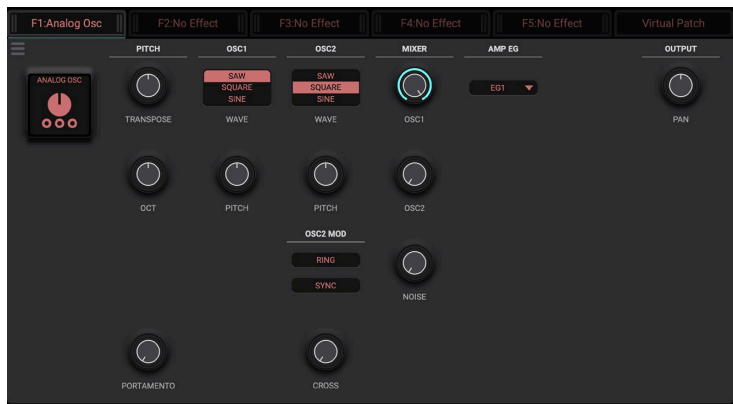 F1:Analog Osc
F2:No Effect
F3:No Effect
F4:No Effect
F5:No Effect
Virtual Patch
PITCH
OSC1
OSC2
MIXER
AMP EG
OUTPUT
ANALOG OSC
SAW
SQUARE
SINE
SAW
SQUARE
SINE
EG1
TRANSPOSE
WAVE
WAVE
OSC1
PAN
OCT
PITCH
PITCH
OSC2
OSC2 MOD
RING
SYNC
NOISE
PORTAMENTO
CROSS